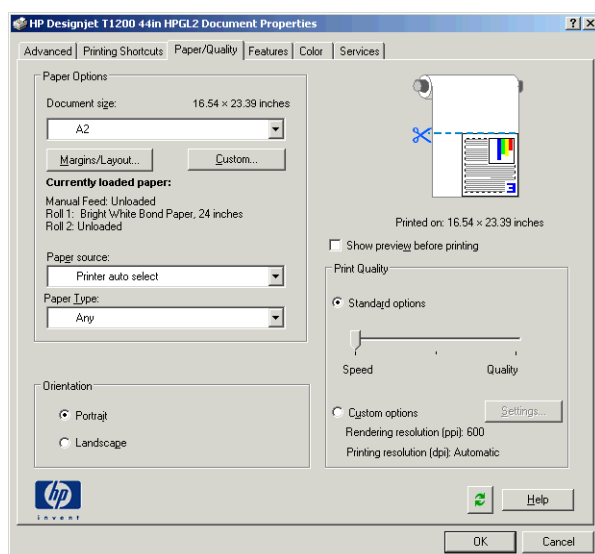 HP Designjet T1200 44in HPGL2 Document Properties
Advanced Printing Shortcuts Paper/Quality Features Color Services
Paper Options
Document size: 16.54 × 23.39 inches
A2
Margins/Layout... Custom...
Currently loaded paper:
Manual Feed: Unloaded
Roll 1: Bright White Bond Paper, 24 inches
Roll 2: Unloaded
Paper source:
Printer auto select
Paper Type:
Any
Orientation
Portrait
Landscape
Printed on: 16.54 × 23.39 inches
Show preview before printing
Print Quality
Standard options
Speed Quality
Custom options Settings...
Rendering resolution (ppi): 600
Printing resolution (dpi): Automatic
hp
invent
Help
OK Cancel